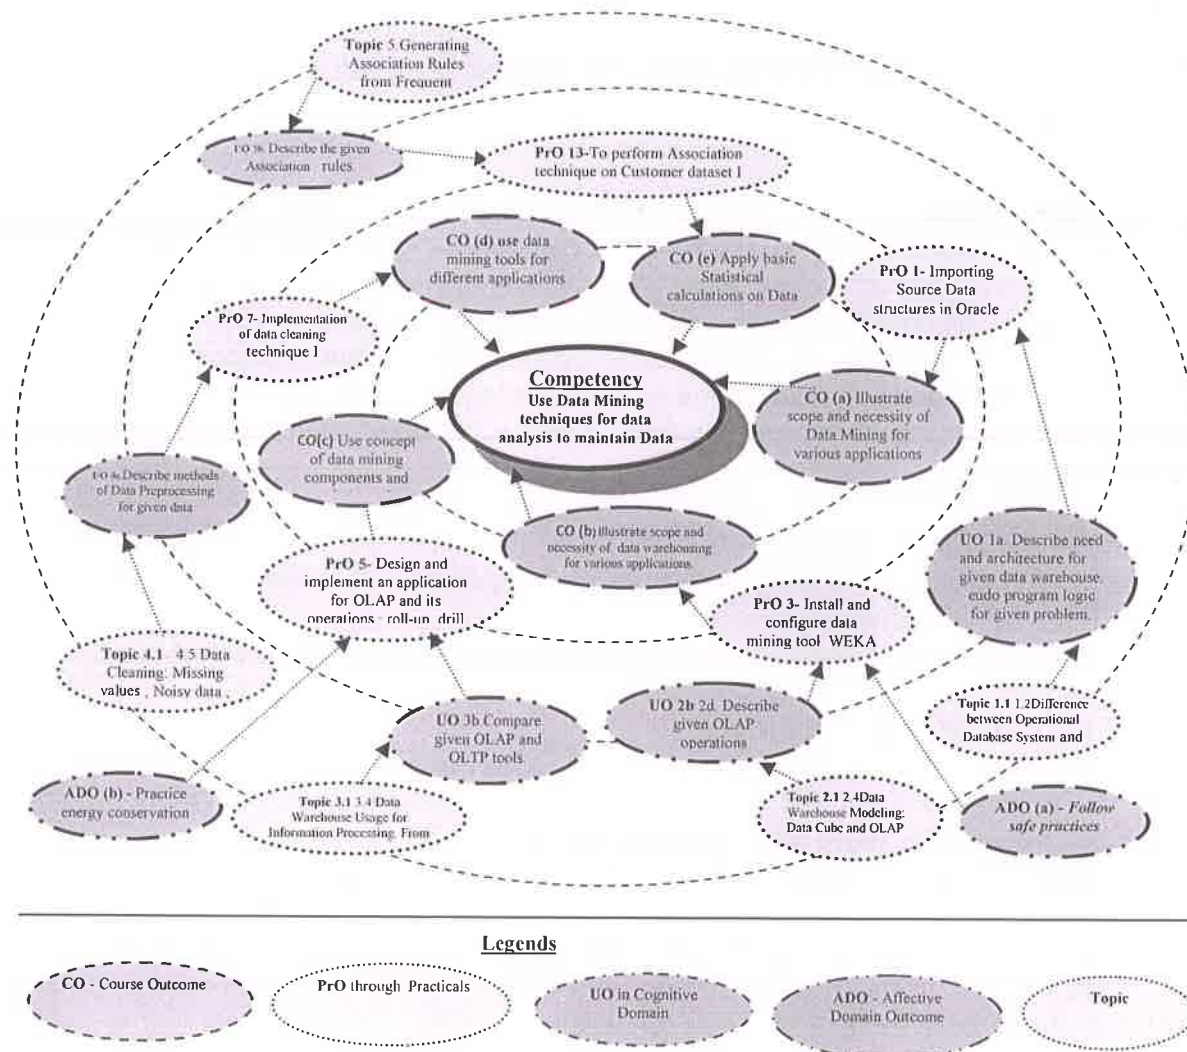 Topic 5 Generating
Association Rules
from Frequent
UO 5b. Describe the given
Association rules.
PrO 13-To perform Association
technique on Customer dataset I
CO (d) use data
mining tools for
different applications
CO (e) Apply basic
Statistical
calculations on Data
PrO 1- Importing
Source Data
structures in Oracle
PrO 7- Implementation
of data cleaning
technique I
Competency
Use Data Mining
techniques for data
analysis to maintain Data
CO (a) Illustrate
scope and necessity of
Data Mining for
various applications
CO(c) Use concept
of data mining
components and
Describe methods
of Data Preprocessing
for given data
CO (b) Illustrate scope and
necessity of data warehousing
for various applications.
UO 1a. Describe need
and architecture for
given data warehouse.
eudo program logic
for given problem.
PrO 5- Design and
implement an application
for OLAP and its
operations : roll-up, drill
PrO 3- Install and
configure data
mining tool WEKA
Topic 4.1 4.5 Data
Cleaning: Missing
values , Noisy data ,
UO 3b Compare
given OLAP and
OLTP tools
UO 2b 2d. Describe
given OLAP
operations
Topic 1.1 1.2Difference
between Operational
Database System and
ADO (b) - Practice
energy conservation
Topic 3.1 3.4 Data
Warehouse Usage for
Information Processing, From
Topic 2.1 2.4Data
Warehouse Modeling:
Data Cube and OLAP
ADO (a) - Follow
safe practices
Legends
CO - Course Outcome
PrO through Practicals
UO in Cognitive
Domain
ADO - Affective
Domain Outcome
Topic